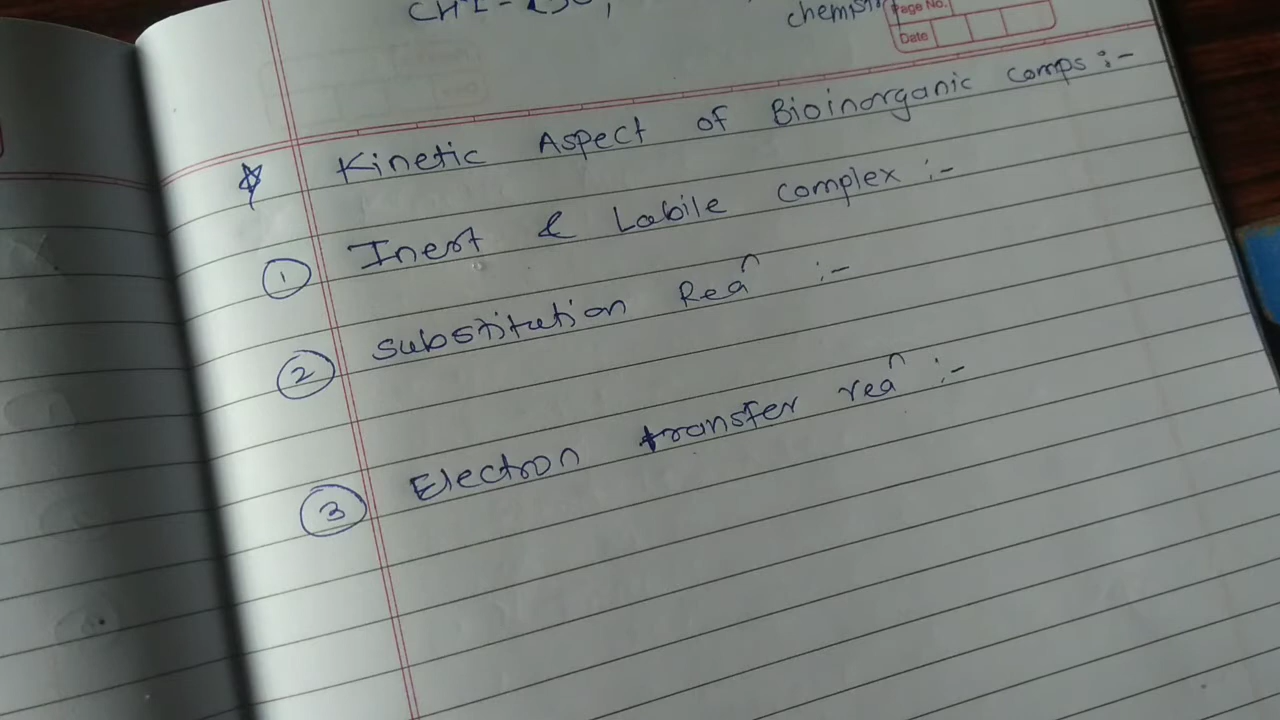 chemistry
Page No.
Date
Kinetic Aspect of Bioinorganic comps :-
① Inert & Labile complex :-
② Substitution Reaⁿ :-
③ Electron transfer reaⁿ :-